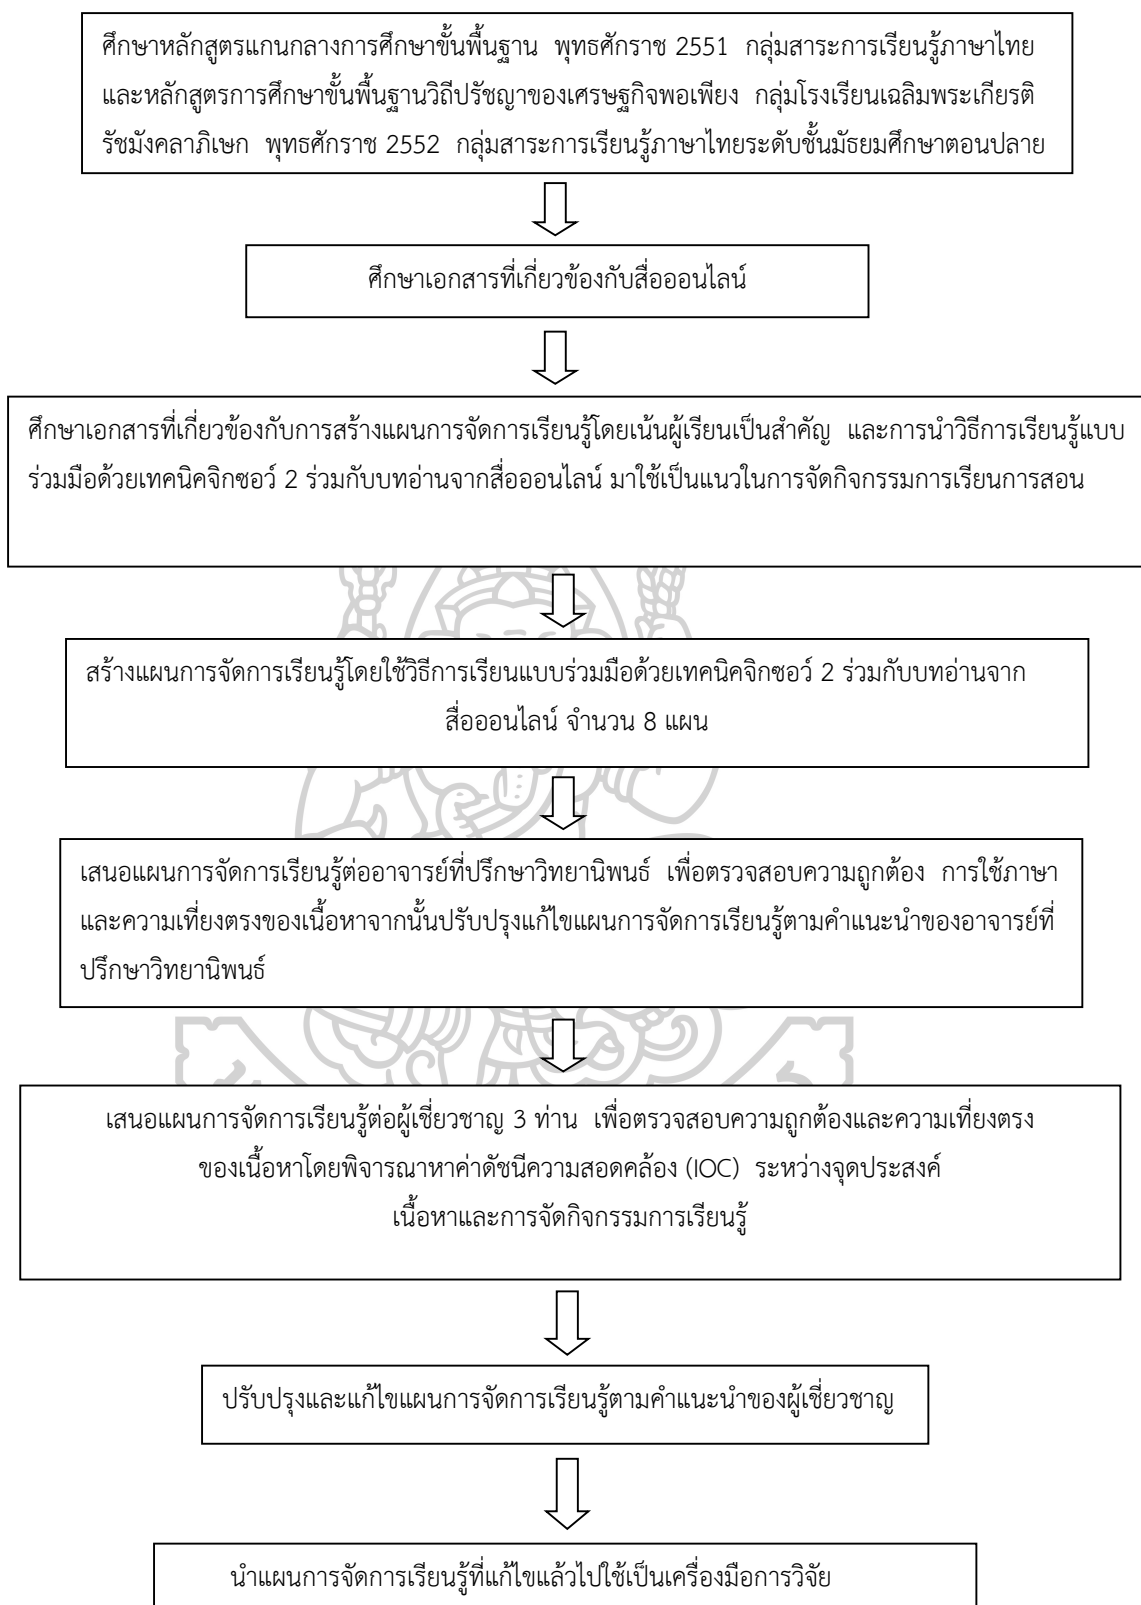 ศึกษาหลักสูตรแกนกลางการศึกษาขั้นพื้นฐาน พุทธศักราช 2551 กลุ่มสาระการเรียนรู้ภาษาไทย
และหลักสูตรการศึกษาขั้นพื้นฐานวิถีปรัชญาของเศรษฐกิจพอเพียง กลุ่มโรงเรียนเฉลิมพระเกียรติ
รัชมังคลาภิเษก พุทธศักราช 2552 กลุ่มสาระการเรียนรู้ภาษาไทยระดับชั้นมัธยมศึกษาตอนปลาย
ศึกษาเอกสารที่เกี่ยวข้องกับสื่อออนไลน์
ศึกษาเอกสารที่เกี่ยวข้องกับการสร้างแผนการจัดการเรียนรู้โดยเน้นผู้เรียนเป็นสำคัญ และการนำวิธีการเรียนรู้แบบ
ร่วมมือด้วยเทคนิคจิกซอว์ 2 ร่วมกับบทอ่านจากสื่อออนไลน์ มาใช้เป็นแนวในการจัดกิจกรรมการเรียนการสอน
สร้างแผนการจัดการเรียนรู้โดยใช้วิธีการเรียนแบบร่วมมือด้วยเทคนิคจิกซอว์ 2 ร่วมกับบทอ่านจาก
สื่อออนไลน์ จำนวน 8 แผน
เสนอแผนการจัดการเรียนรู้ต่ออาจารย์ที่ปรึกษาวิทยานิพนธ์ เพื่อตรวจสอบความถูกต้อง การใช้ภาษา
และความเที่ยงตรงของเนื้อหาจากนั้นปรับปรุงแก้ไขแผนการจัดการเรียนรู้ตามคำแนะนำของอาจารย์ที่
ปรึกษาวิทยานิพนธ์
เสนอแผนการจัดการเรียนรู้ต่อผู้เชี่ยวชาญ 3 ท่าน เพื่อตรวจสอบความถูกต้องและความเที่ยงตรง
ของเนื้อหาโดยพิจารณาหาค่าดัชนีความสอดคล้อง (IOC) ระหว่างจุดประสงค์
เนื้อหาและการจัดกิจกรรมการเรียนรู้
ปรับปรุงและแก้ไขแผนการจัดการเรียนรู้ตามคำแนะนำของผู้เชี่ยวชาญ
นำแผนการจัดการเรียนรู้ที่แก้ไขแล้วไปใช้เป็นเครื่องมือการวิจัย